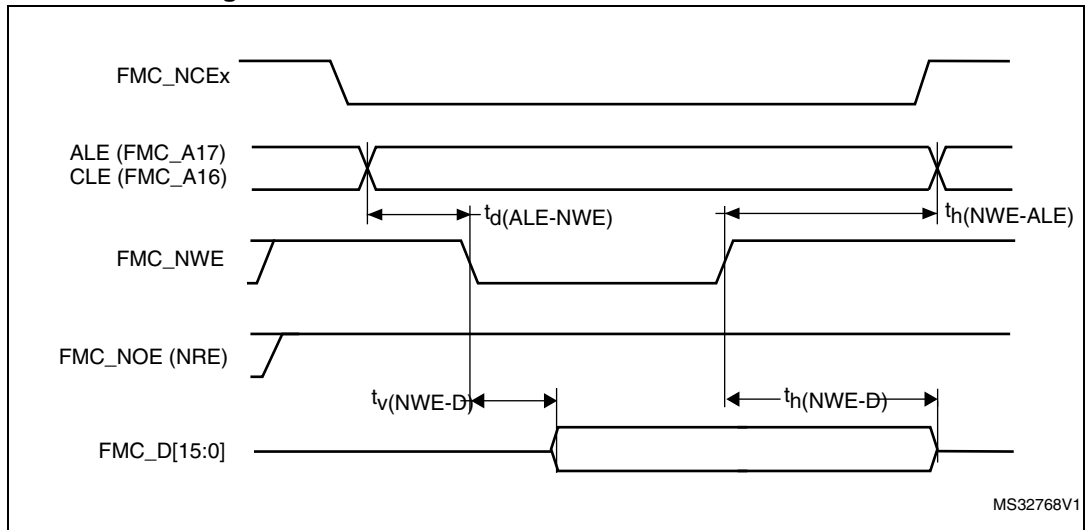 FMC_NCEx
ALE (FMC_A17)
CLE (FMC_A16)
td(ALE-NWE)
th(NWE-ALE)
FMC_NWE
FMC_NOE (NRE)
tv(NWE-D)
th(NWE-D)
FMC_D[15:0]
MS32768V1